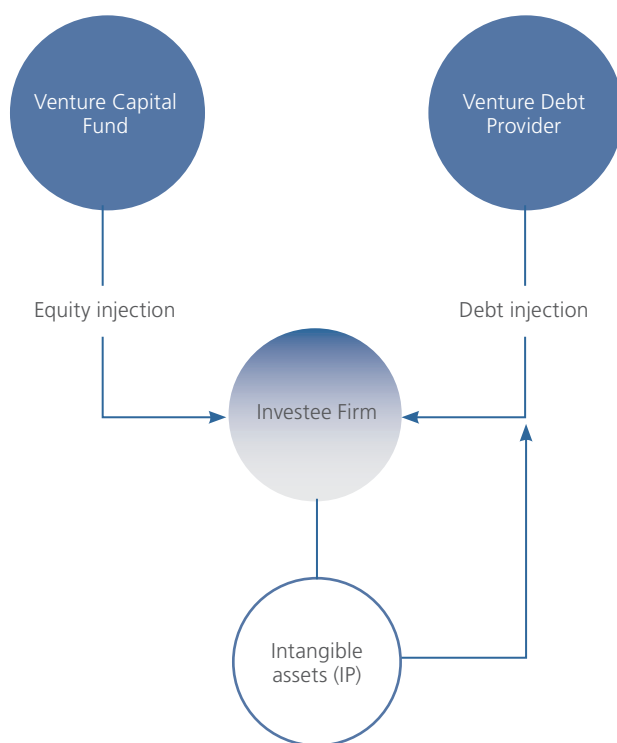 Venture Capital
Fund
Venture Debt
Provider
Equity injection
Debt injection
Investee Firm
Intangible
assets (IP)